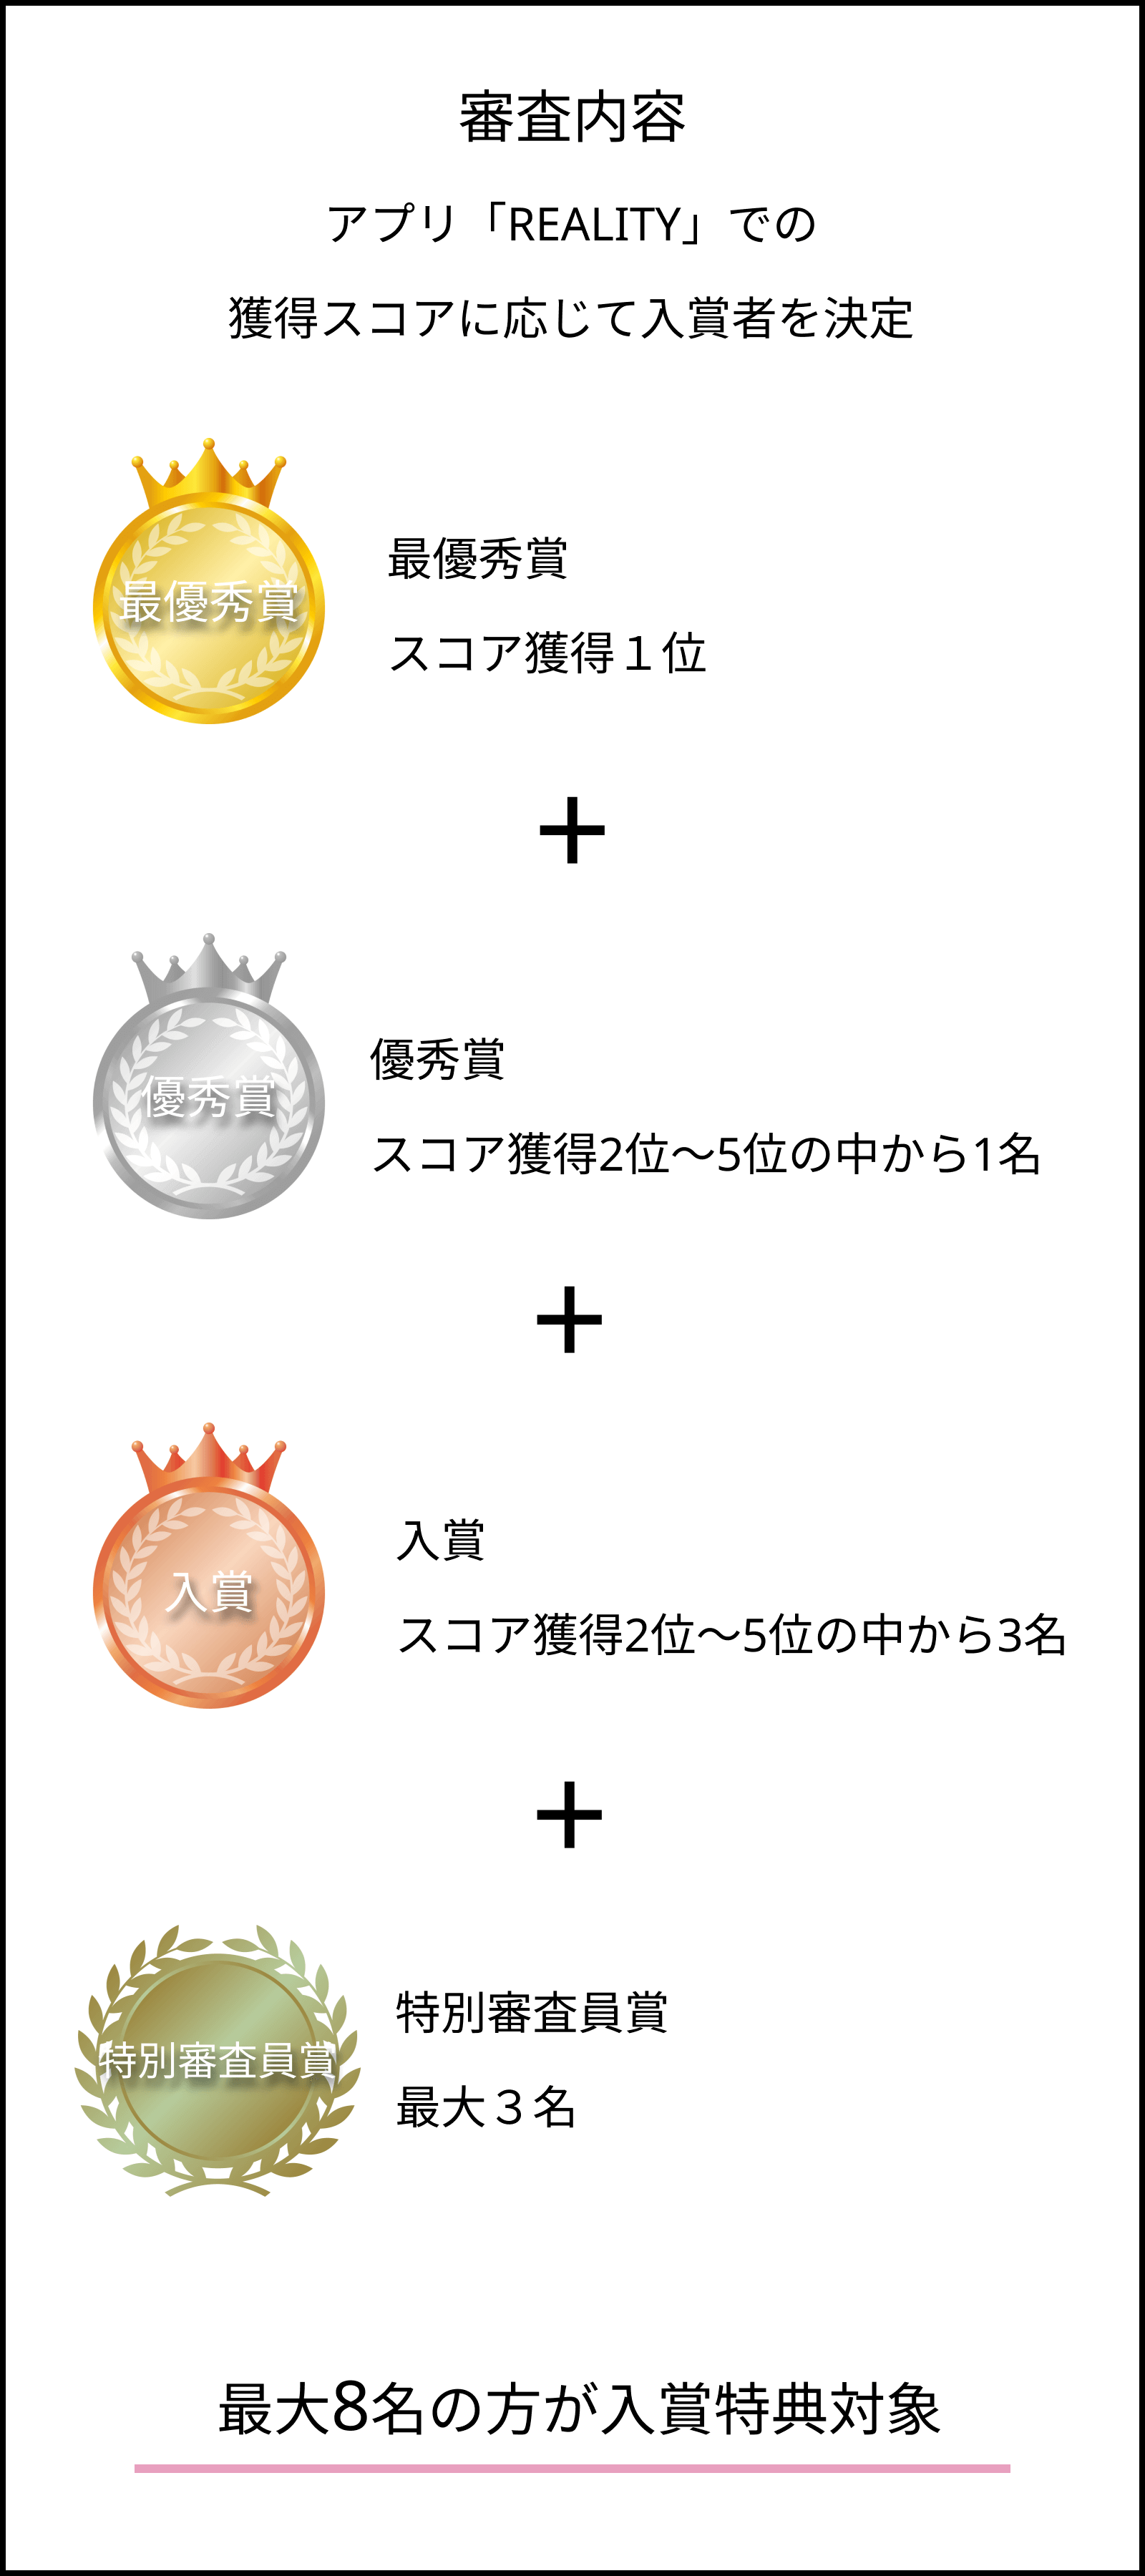 審査内容
アプリ「REALITY」での
獲得スコアに応じて入賞者を決定
最優秀賞
最優秀賞
スコア獲得１位
+
優秀賞
優秀賞
スコア獲得2位～5位の中から1名
+
入賞
入賞
スコア獲得2位～5位の中から3名
+
特別審査員賞
特別審査員賞
最大３名
最大8名の方が入賞特典対象